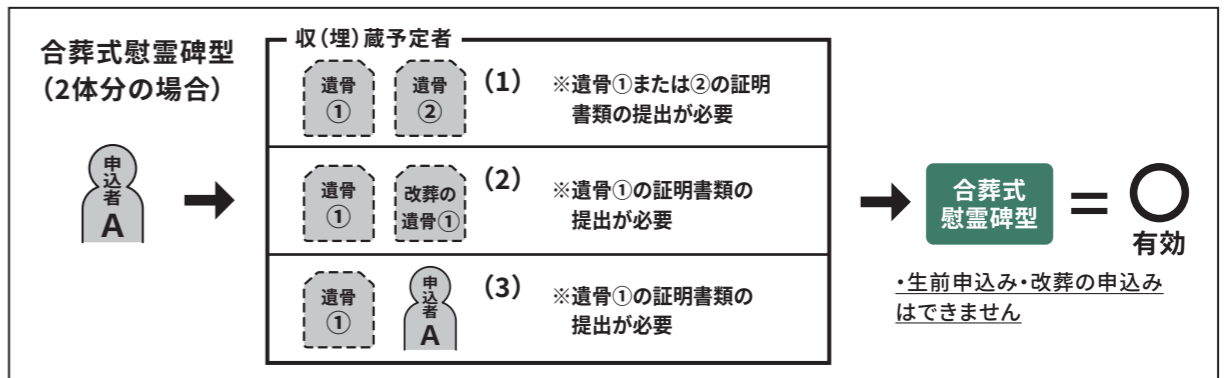 合葬式慰霊碑型
（2体分の場合）
申込者
A
収（埋）蔵予定者
遺骨
①
遺骨
②
（1）
※遺骨①または②の証明
書類の提出が必要
遺骨
①
改葬の
遺骨①
（2）
※遺骨①の証明書類の
提出が必要
遺骨
①
申込者
A
（3）
※遺骨①の証明書類の
提出が必要
合葬式
慰霊碑型
＝
○
有効
・生前申込み・改葬の申込み
はできません